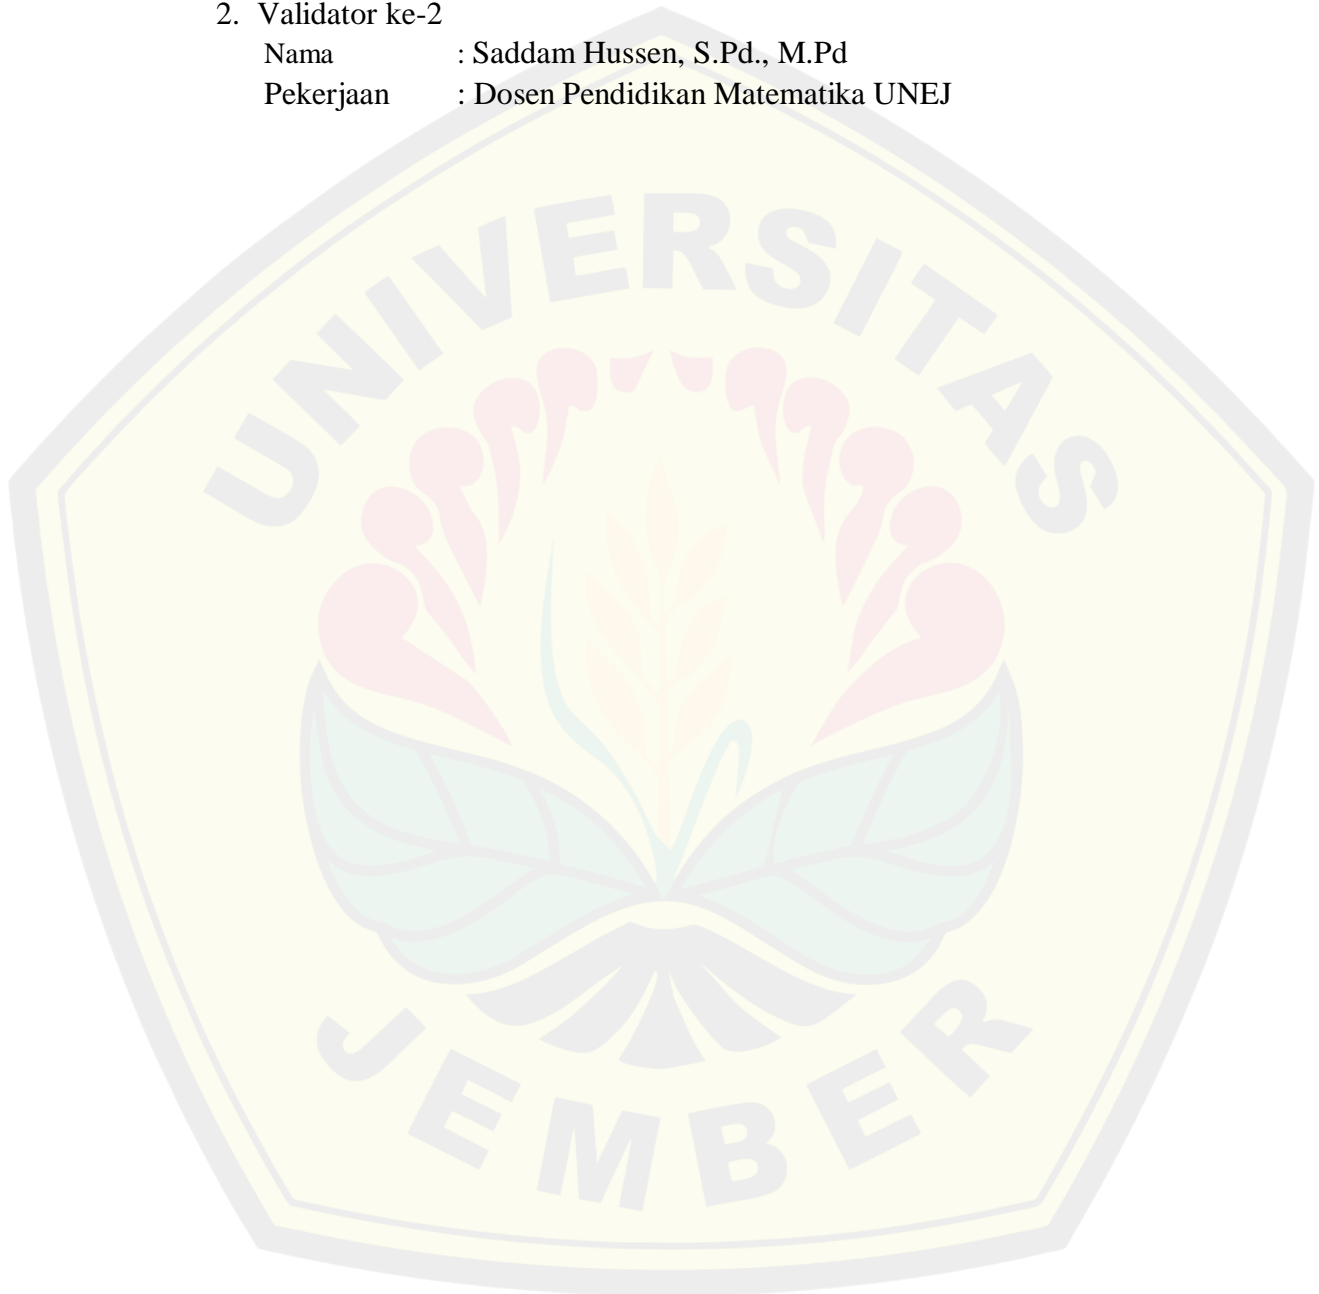 2. Validator ke-2
Nama : Saddam Hussen, S.Pd., M.Pd
Pekerjaan : Dosen Pendidikan Matematika UNEJ
UNIVERSITAS
JEMBER